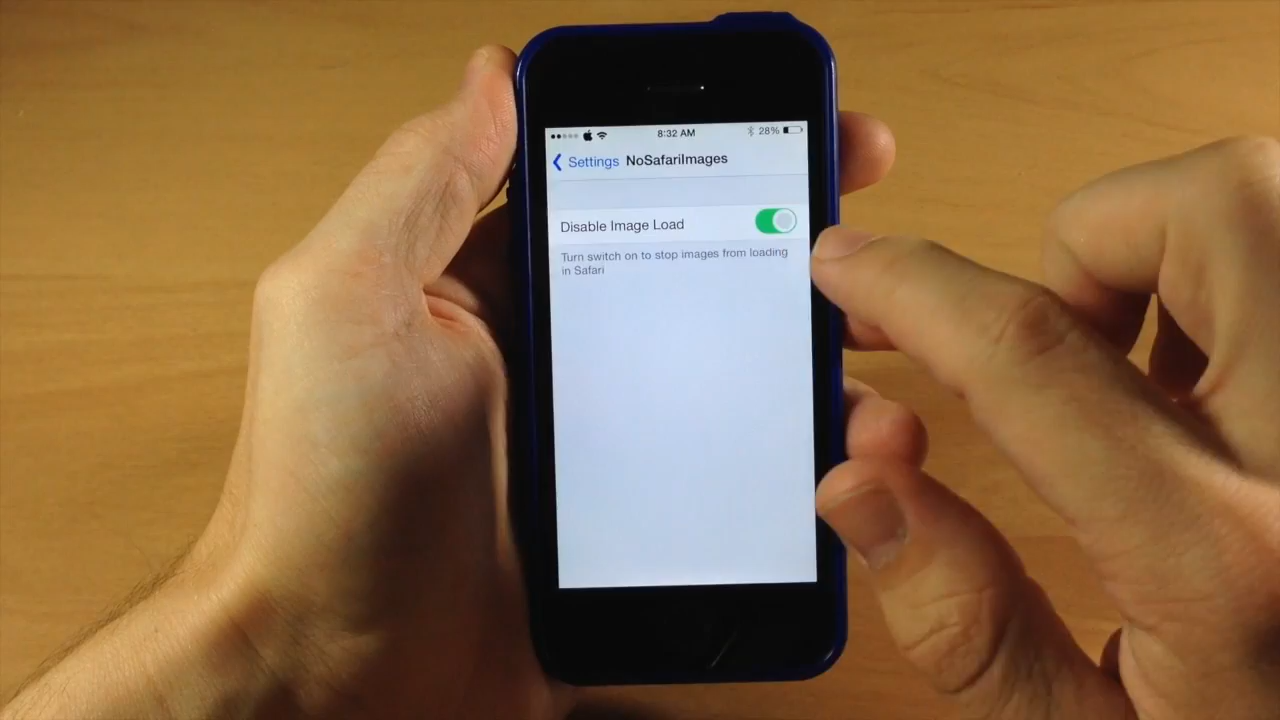 8:32 AM 28%
Settings NoSafariImages
Disable Image Load
Turn switch on to stop images from loading
in Safari